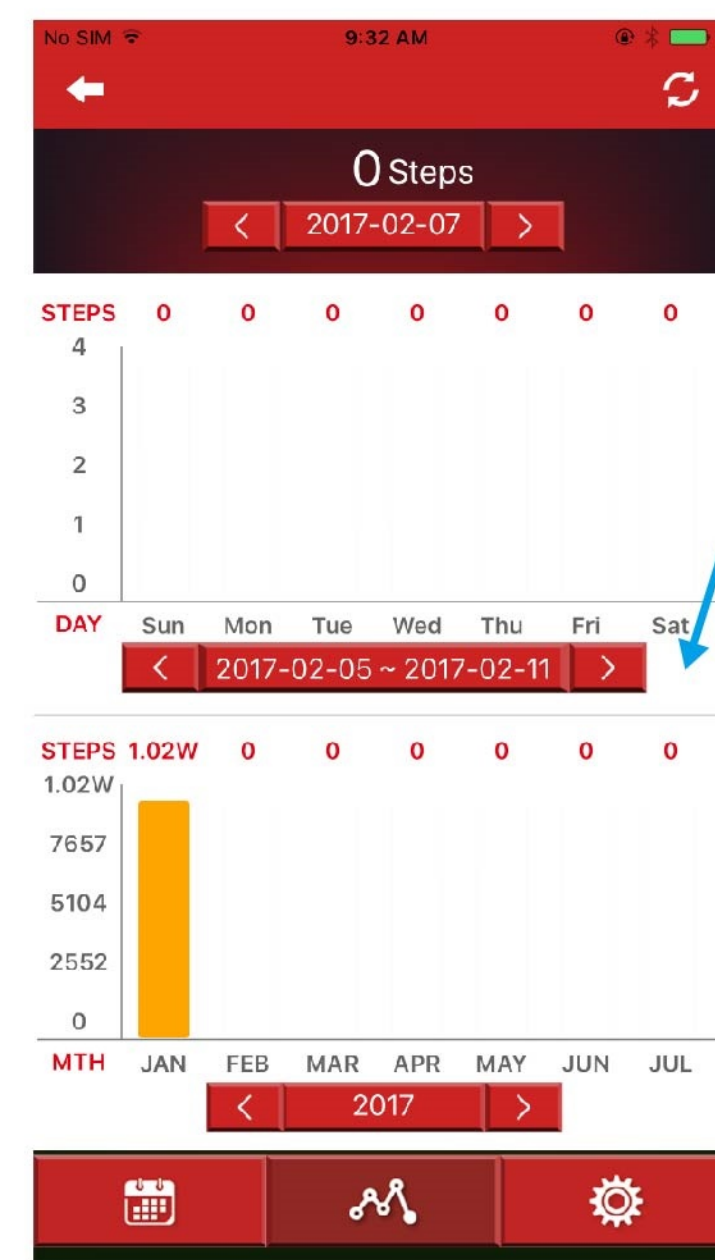 No SIM 9:32 AM
0 Steps
< 2017-02-07 >
STEPS 0 0 0 0 0 0 0
4
3
2
1
0
DAY Sun Mon Tue Wed Thu Fri Sat
< 2017-02-05 ~ 2017-02-11 >
STEPS 1.02W 0 0 0 0 0 0
1.02W
7657
5104
2552
0
MTH JAN FEB MAR APR MAY JUN JUL
< 2017 >